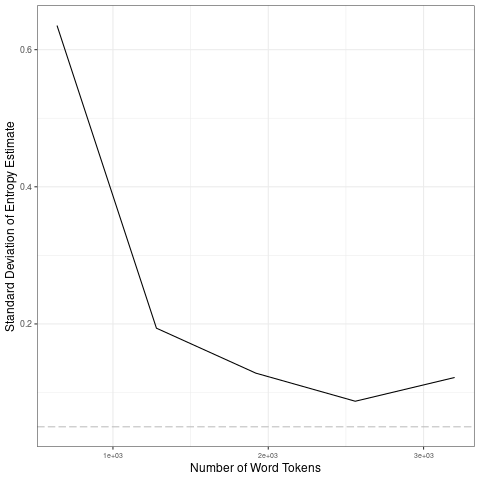 Standard Deviation of Entropy Estimate
0.6
0.4
0.2
1e+03 2e+03 3e+03
Number of Word Tokens